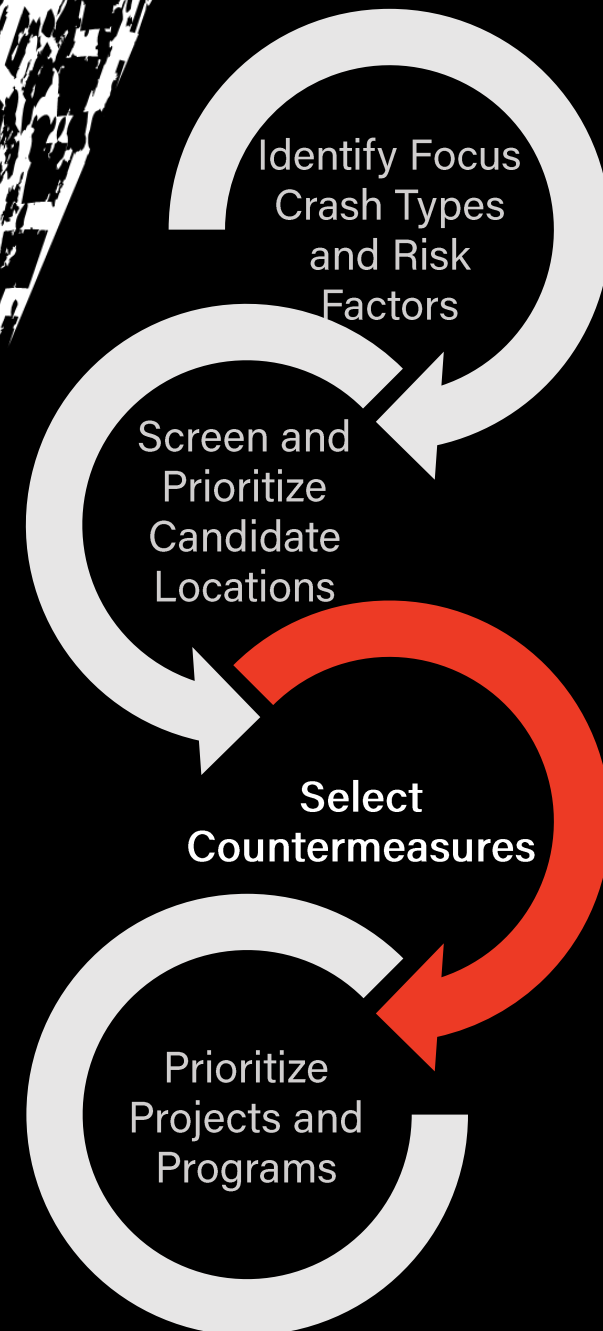 Identify Focus
Crash Types
and Risk
Factors
Screen and
Prioritize
Candidate
Locations
Select
Countermeasures
Prioritize
Projects and
Programs